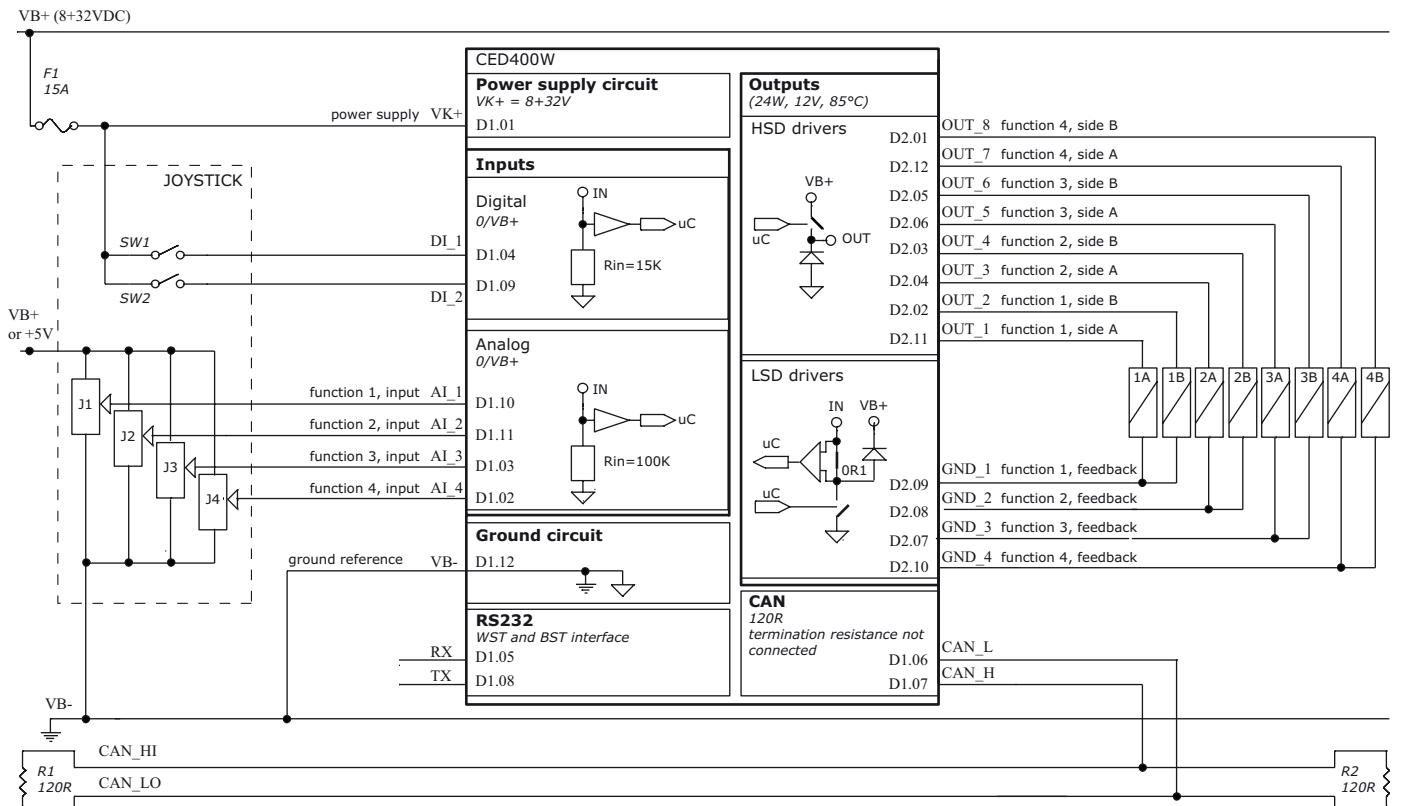 VB+ (8+32VDC)
F1
15A
power supply VK+
JOYSTICK
SW1
SW2
DI_1
DI_2
VB+
or +5V
J1
J2
J3
J4
function 1, input AI_1
function 2, input AI_2
function 3, input AI_3
function 4, input AI_4
ground reference VB-
RX
TX
VB-
CED400W
Power supply circuit
VK+ = 8+32V
D1.01
Inputs
Digital
0/VB+
IN
uC
Rin=15K
D1.04
D1.09
Analog
0/VB+
IN
uC
Rin=100K
D1.10
D1.11
D1.03
D1.02
Ground circuit
D1.12
RS232
WST and BST interface
D1.05
D1.08
Outputs
(24W, 12V, 85°C)
HSD drivers
VB+
uC
OUT
D2.01
D2.12
D2.05
D2.06
D2.03
D2.04
D2.02
D2.11
LSD drivers
IN VB+
uC
0R1
uC
D2.09
D2.08
D2.07
D2.10
CAN
120R
termination resistance not
connected
D1.06
D1.07
OUT_8 function 4, side B
OUT_7 function 4, side A
OUT_6 function 3, side B
OUT_5 function 3, side A
OUT_4 function 2, side B
OUT_3 function 2, side A
OUT_2 function 1, side B
OUT_1 function 1, side A
1A 1B 2A 2B 3A 3B 4A 4B
GND_1 function 1, feedback
GND_2 function 2, feedback
GND_3 function 3, feedback
GND_4 function 4, feedback
CAN_L
CAN_H
CAN_HI
R1
120R
CAN_LO
R2
120R